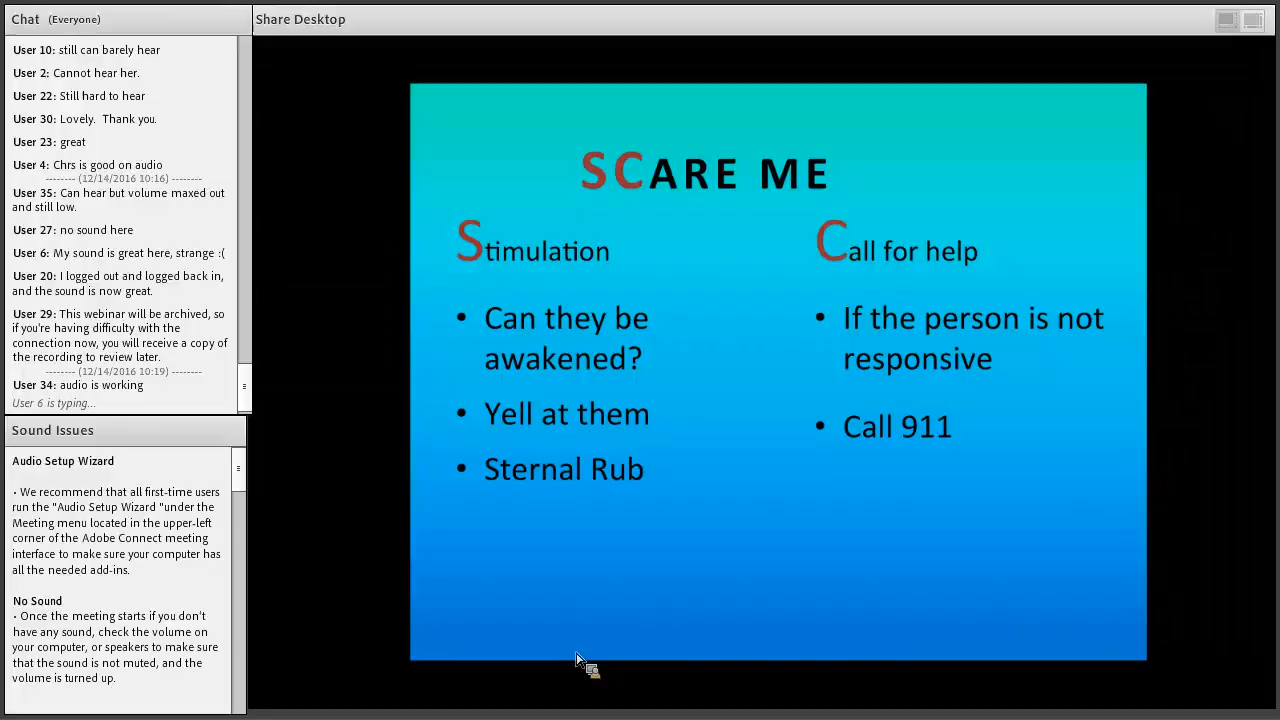 Chat (Everyone)
User 10: still can barely hear
User 2: Cannot hear her.
User 22: Still hard to hear
User 30: Lovely.  Thank you.
User 23: great
User 4: Chrs is good on audio
-------- (12/14/2016 10:16) --------
User 35: Can hear but volume maxed out
and still low.
User 27: no sound here
User 6: My sound is great here, strange :(
User 20: I logged out and logged back in,
and the sound is now great.
User 29: This webinar will be archived, so
if you're having difficulty with the
connection now, you will receive a copy of
the recording to review later.
-------- (12/14/2016 10:19) --------
User 34: audio is working
User 6 is typing...
Sound Issues
Audio Setup Wizard
• We recommend that all first-time users
run the "Audio Setup Wizard "under the
Meeting menu located in the upper-left
corner of the Adobe Connect meeting
interface to make sure your computer has
all the needed add-ins.
No Sound
• Once the meeting starts if you don't
have any sound, check the volume on
your computer, or speakers to make sure
that the sound is not muted, and the
volume is turned up.
Share Desktop
SCARE ME
Stimulation
• Can they be
awakened?
• Yell at them
• Sternal Rub
Call for help
• If the person is not
responsive
• Call 911